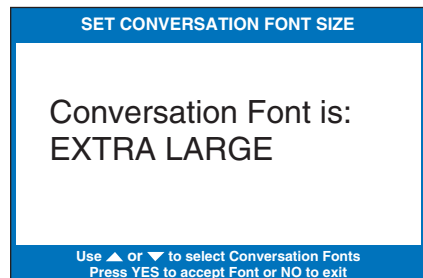 SET CONVERSATION FONT SIZE
Conversation Font is:
EXTRA LARGE
Use ▲ or ▼ to select Conversation Fonts
Press YES to accept Font or NO to exit